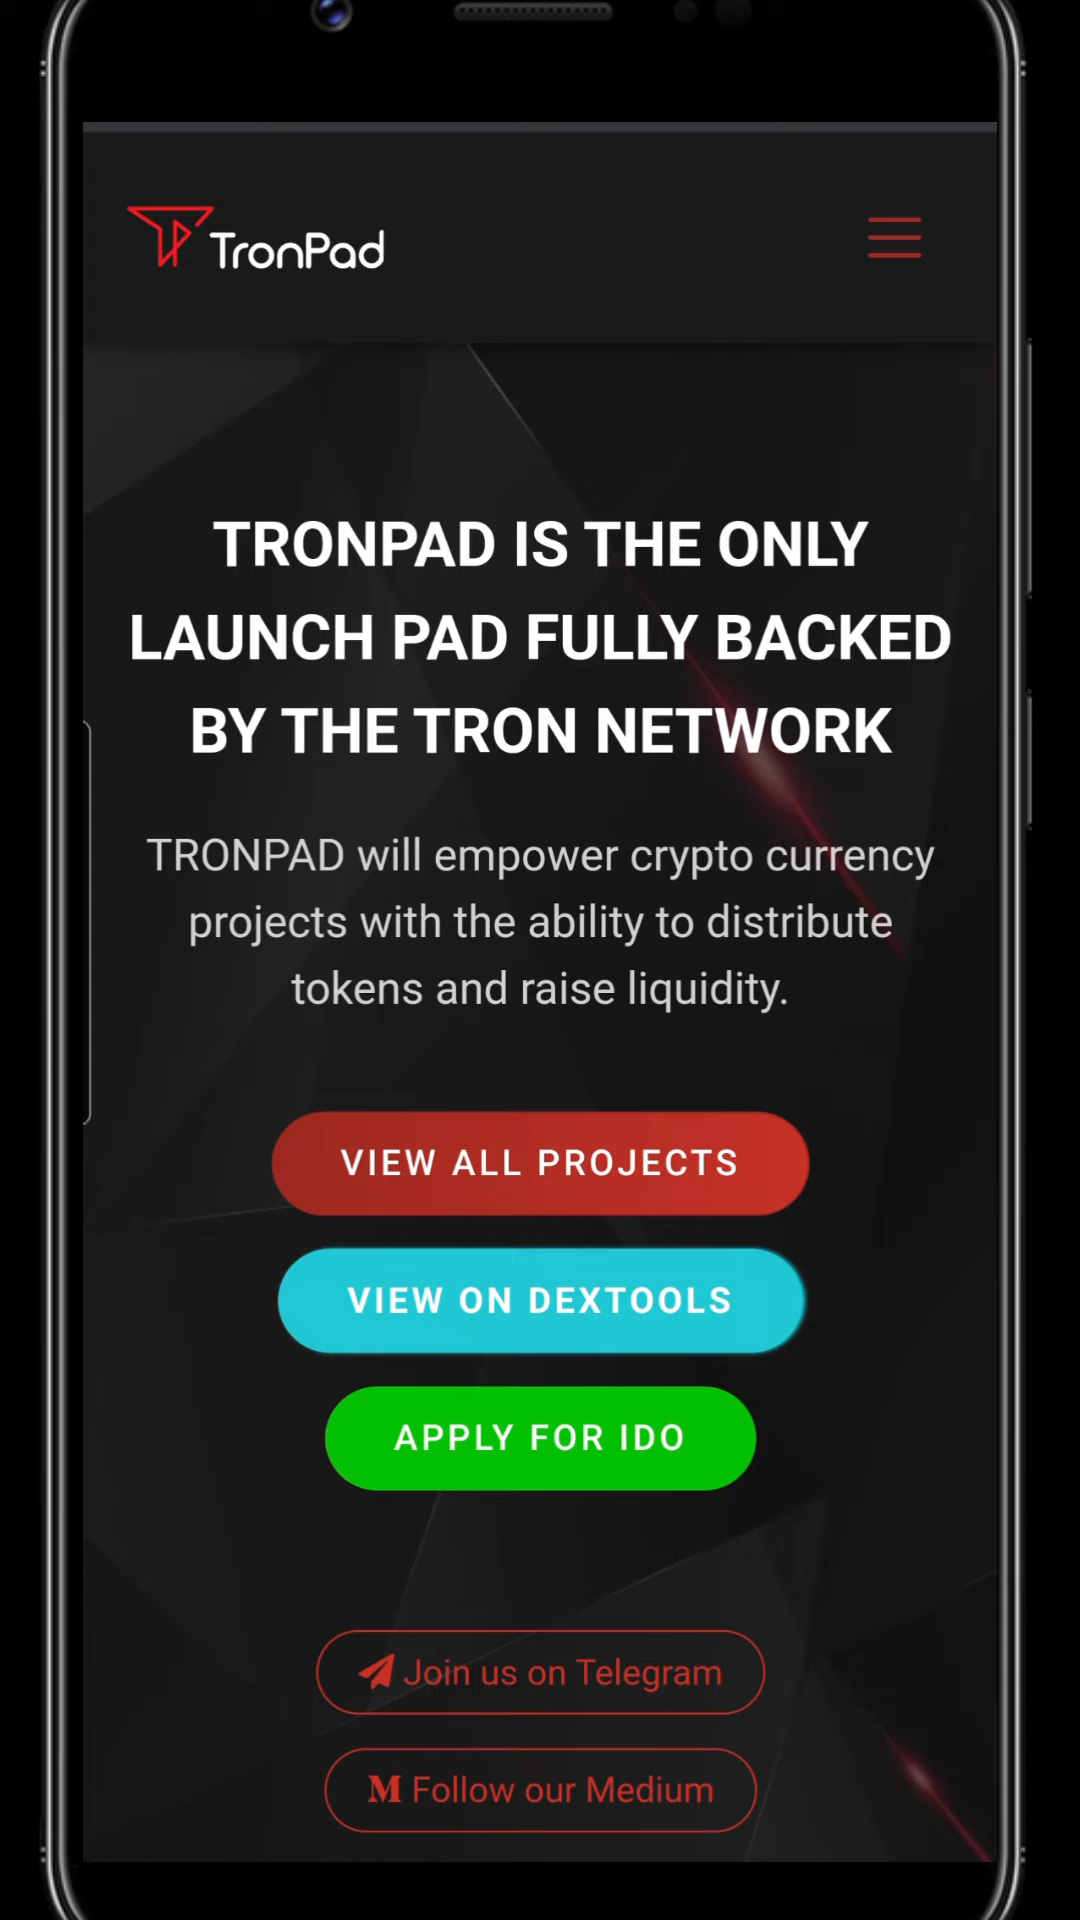 TronPad
TRONPAD IS THE ONLY
LAUNCH PAD FULLY BACKED
BY THE TRON NETWORK
TRONPAD will empower crypto currency
projects with the ability to distribute
tokens and raise liquidity.
VIEW ALL PROJECTS
VIEW ON DEXTOOLS
APPLY FOR IDO
Join us on Telegram
M Follow our Medium